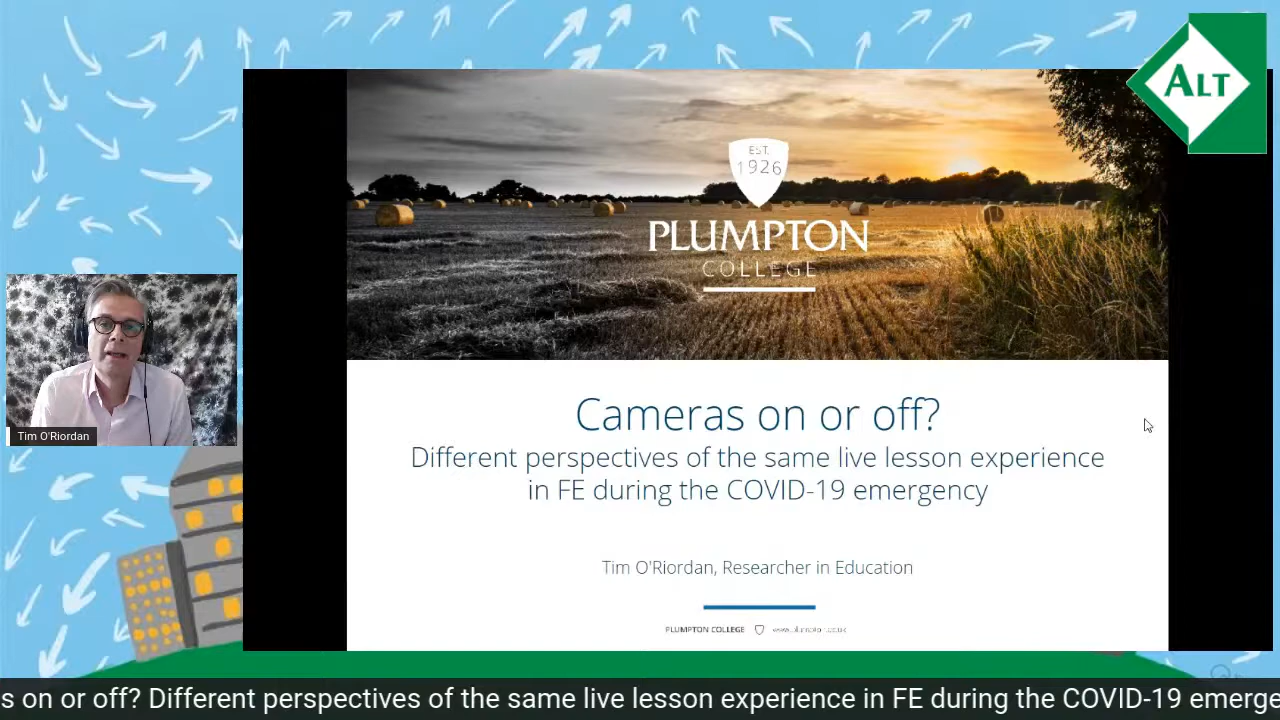 ALT
EST.
1926
PLUMPTON
COLLEGE
Cameras on or off?
Different perspectives of the same live lesson experience
in FE during the COVID-19 emergency
Tim O'Riordan, Researcher in Education
PLUMPTON COLLEGE
Tim O'Riordan
s on or off? Different perspectives of the same live lesson experience in FE during the COVID-19 emerge